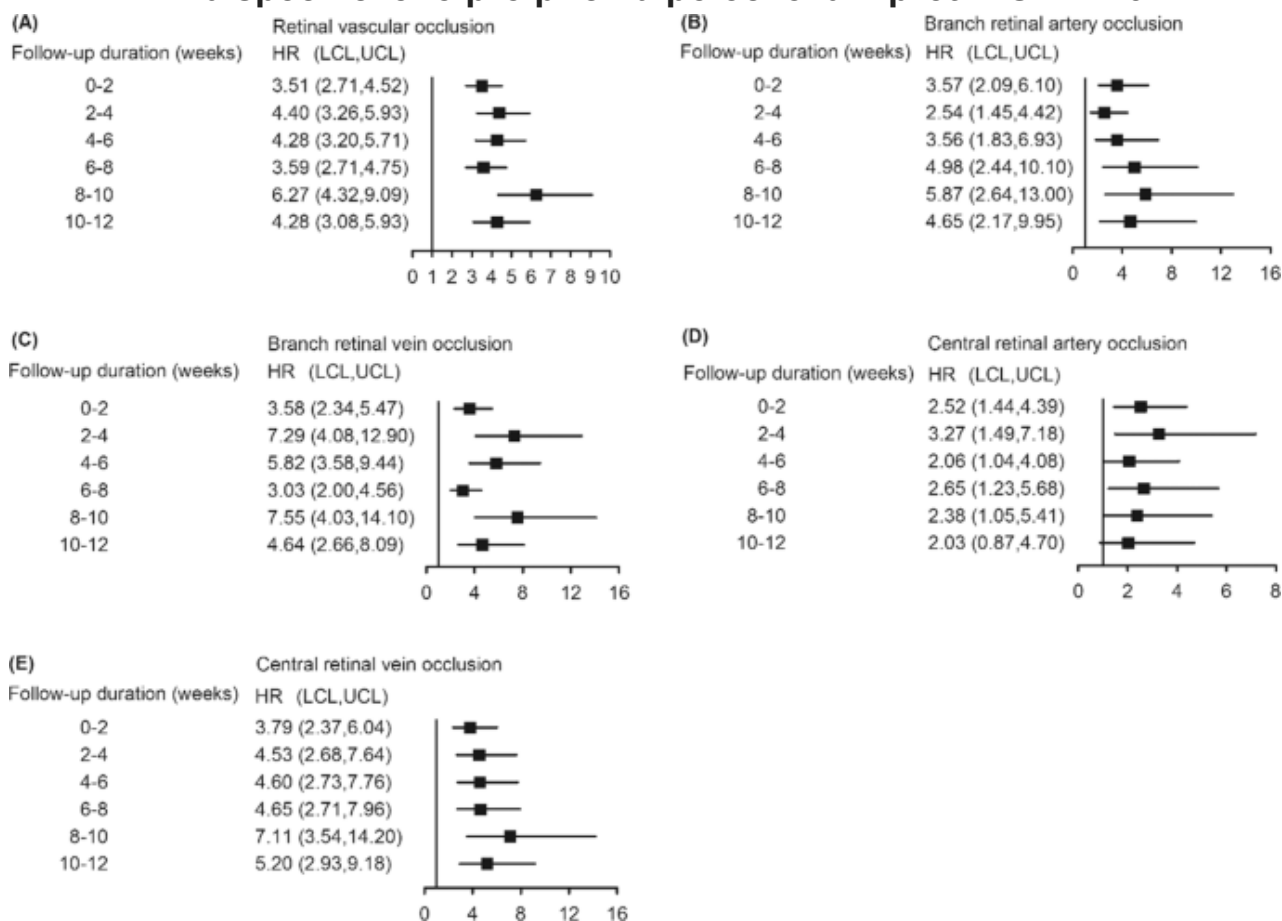 (A) Retinal vascular occlusion
Follow-up duration (weeks) HR (LCL,UCL)
0-2 3.51 (2.71,4.52)
2-4 4.40 (3.26,5.93)
4-6 4.28 (3.20,5.71)
6-8 3.59 (2.71,4.75)
8-10 6.27 (4.32,9.09)
10-12 4.28 (3.08,5.93)
0 1 2 3 4 5 6 7 8 9 10
(B) Branch retinal artery occlusion
Follow-up duration (weeks) HR (LCL,UCL)
0-2 3.57 (2.09,6.10)
2-4 2.54 (1.45,4.42)
4-6 3.56 (1.83,6.93)
6-8 4.98 (2.44,10.10)
8-10 5.87 (2.64,13.00)
10-12 4.65 (2.17,9.95)
0 4 8 12 16
(C) Branch retinal vein occlusion
Follow-up duration (weeks) HR (LCL,UCL)
0-2 3.58 (2.34,5.47)
2-4 7.29 (4.08,12.90)
4-6 5.82 (3.58,9.44)
6-8 3.03 (2.00,4.56)
8-10 7.55 (4.03,14.10)
10-12 4.64 (2.66,8.09)
0 4 8 12 16
(D) Central retinal artery occlusion
Follow-up duration (weeks) HR (LCL,UCL)
0-2 2.52 (1.44,4.39)
2-4 3.27 (1.49,7.18)
4-6 2.06 (1.04,4.08)
6-8 2.65 (1.23,5.68)
8-10 2.38 (1.05,5.41)
10-12 2.03 (0.87,4.70)
0 2 4 6 8
(E) Central retinal vein occlusion
Follow-up duration (weeks) HR (LCL,UCL)
0-2 3.79 (2.37,6.04)
2-4 4.53 (2.68,7.64)
4-6 4.60 (2.73,7.76)
6-8 4.65 (2.71,7.96)
8-10 7.11 (3.54,14.20)
10-12 5.20 (2.93,9.18)
0 4 8 12 16